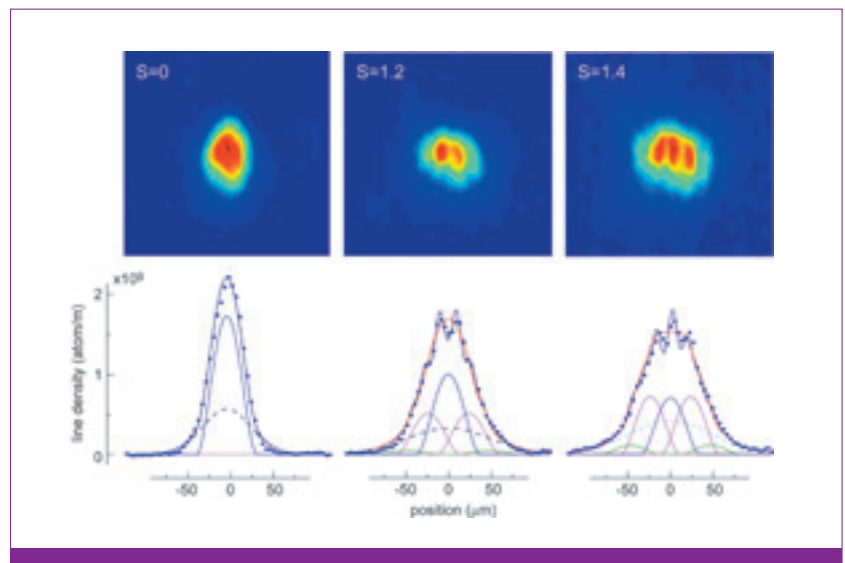 S=0
S=1.2
S=1.4
x10⁹
2
1
0
line density (atom/m)
-50 0 50
-50 0 50
-50 0 50
position (μm)